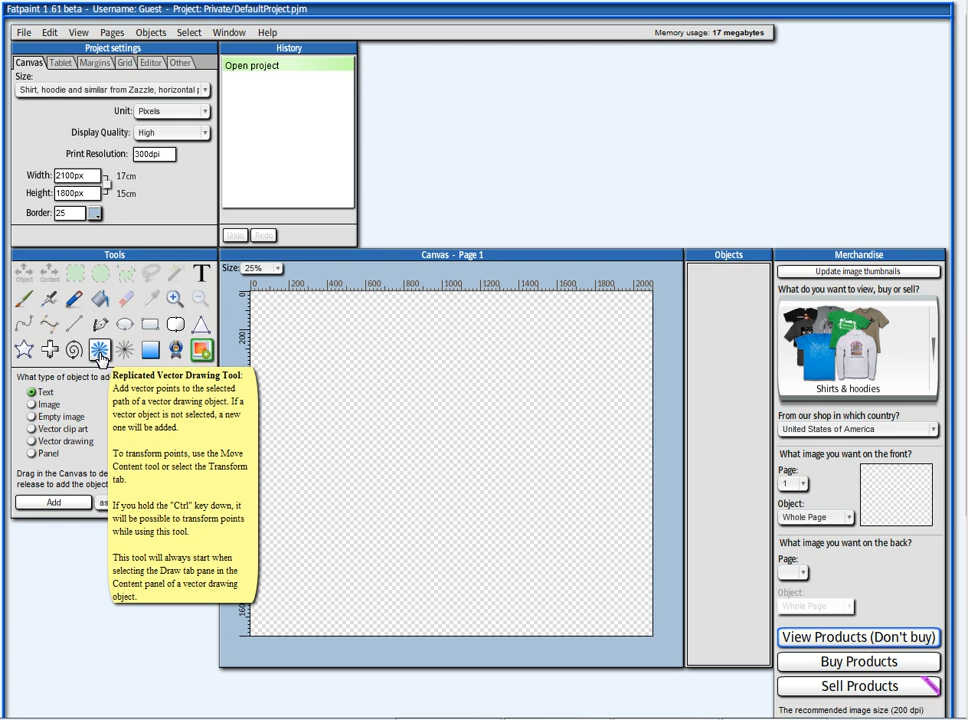 Fatpaint 1.61 beta - Username: Guest - Project: Private/DefaultProject.pjm
File Edit View Pages Objects Select Window Help
Memory usage: 17 megabytes
Project settings
Canvas Tablet Margins Grid Editor Other
Size:
Shirt, hoodie and similar from Zazzle, horizontal p
Unit: Pixels
Display Quality: High
Print Resolution: 300dpi
Width: 2100px 17cm
Height: 1800px 15cm
Border: 25
History
Open project
Undo Redo
Tools
Object Content
T
What type of object to ad
Text
Image
Empty image
Vector clip art
Vector drawing
Panel
Drag in the Canvas to de
release to add the object
Add as
Replicated Vector Drawing Tool:
Add vector points to the selected
path of a vector drawing object. If a
vector object is not selected, a new
one will be added.
To transform points, use the Move
Content tool or select the Transform
tab.
If you hold the "Ctrl" key down, it
will be possible to transform points
while using this tool.
This tool will always start when
selecting the Draw tab pane in the
Content panel of a vector drawing
object.
Canvas - Page 1
Size: 25%
0 200 400 600 800 1000 1200 1400 1600 1800 2000
0
200
160
Objects
Merchandise
Update image thumbnails
What do you want to view, buy or sell?
Shirts & hoodies
From our shop in which country?
United States of America
What image you want on the front?
Page:
1
Object:
Whole Page
What image you want on the back?
Page:
Object:
Whole Page
View Products (Don't buy)
Buy Products
Sell Products
The recommended image size (200 dpi)